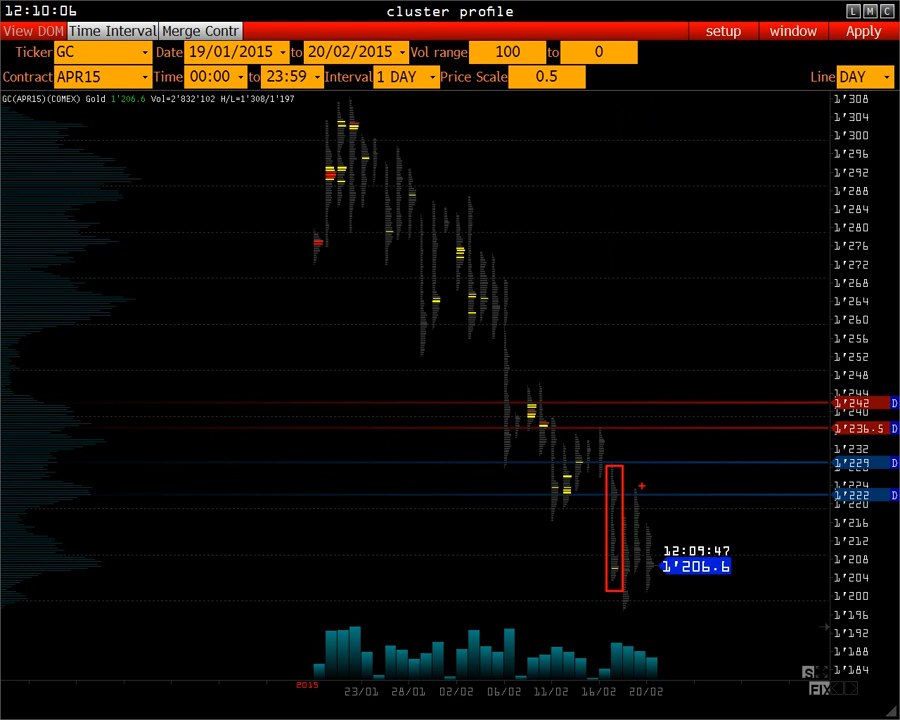 12:10:06 cluster profile L M C
View DOM Time Interval Merge Contr setup window Apply
Ticker GC Date 19/01/2015 to 20/02/2015 Vol range 100 to 0
Contract APR15 Time 00:00 to 23:59 Interval 1 DAY Price Scale 0.5 Line DAY
GC(APR15)(COMEX) Gold 1'206.6 Vol=2'832'102 H/L=1'308/1'197
1'308
1'304
1'300
1'296
1'292
1'288
1'284
1'280
1'276
1'272
1'268
1'264
1'260
1'256
1'252
1'248
1'244
1'242 D
1'240
1'236.5 D
1'232
1'229 D
1'224
1'222 D
1'220
1'216
1'212
12:09:47
1'208
1'206.6
1'204
1'200
1'196
1'192
1'188
1'184
S
FIX
2015 23/01 28/01 02/02 06/02 11/02 16/02 20/02